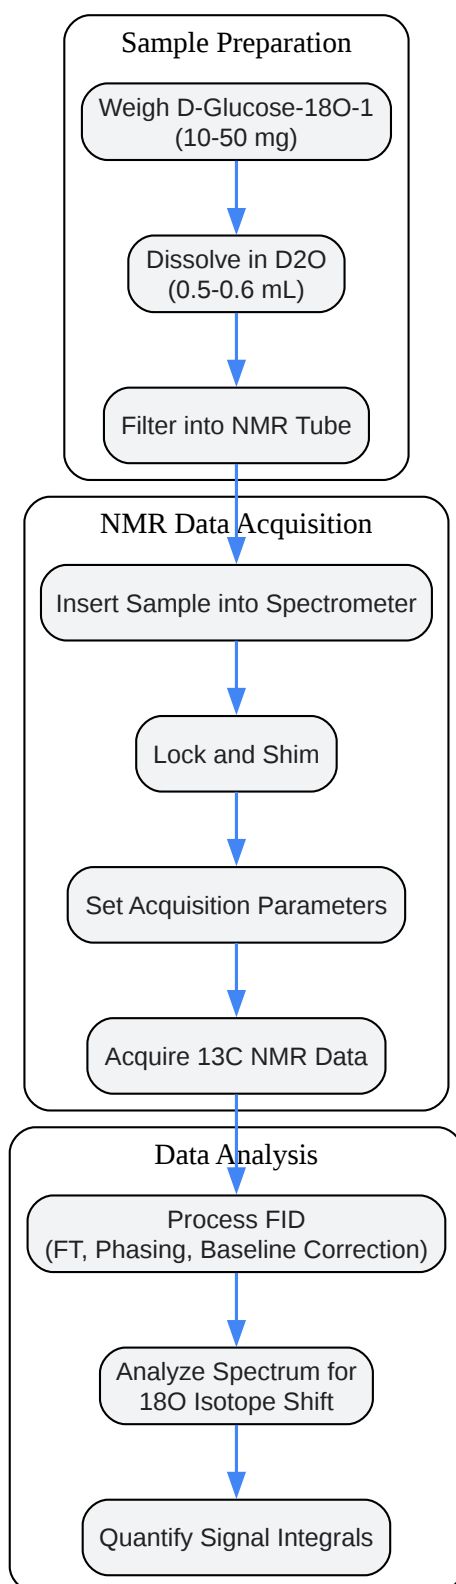 Sample Preparation
Weigh D-Glucose-18O-1
(10-50 mg)
Dissolve in D2O
(0.5-0.6 mL)
Filter into NMR Tube
NMR Data Acquisition
Insert Sample into Spectrometer
Lock and Shim
Set Acquisition Parameters
Acquire 13C NMR Data
Data Analysis
Process FID
(FT, Phasing, Baseline Correction)
Analyze Spectrum for
18O Isotope Shift
Quantify Signal Integrals